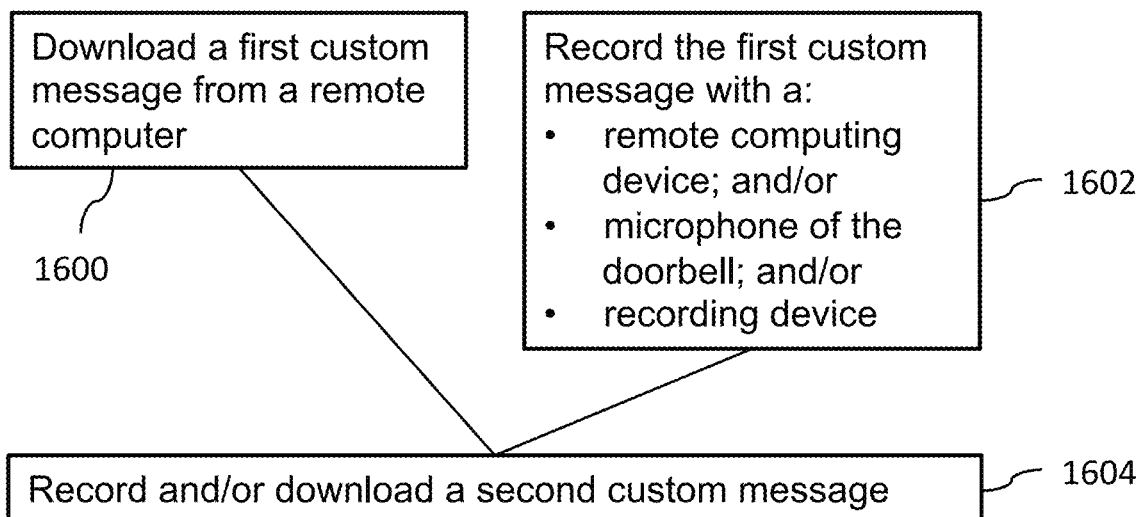 Download a first custom
message from a remote
computer
1600
Record the first custom
message with a:
• remote computing
device; and/or
• microphone of the
doorbell; and/or
• recording device
1602
Record and/or download a second custom message
1604